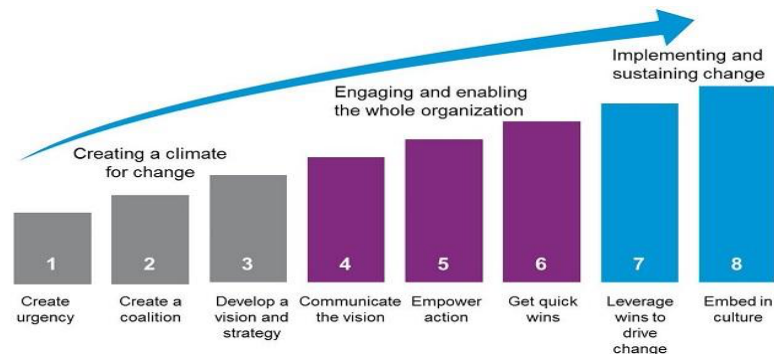 Implementing and
sustaining change
Engaging and enabling
the whole organization
Creating a climate
for change
1
2
3
4
5
6
7
8
Create
urgency
Create a
coalition
Develop a
vision and
strategy
Communicate
the vision
Empower
action
Get quick
wins
Leverage
wins to
drive
change
Embed in
culture